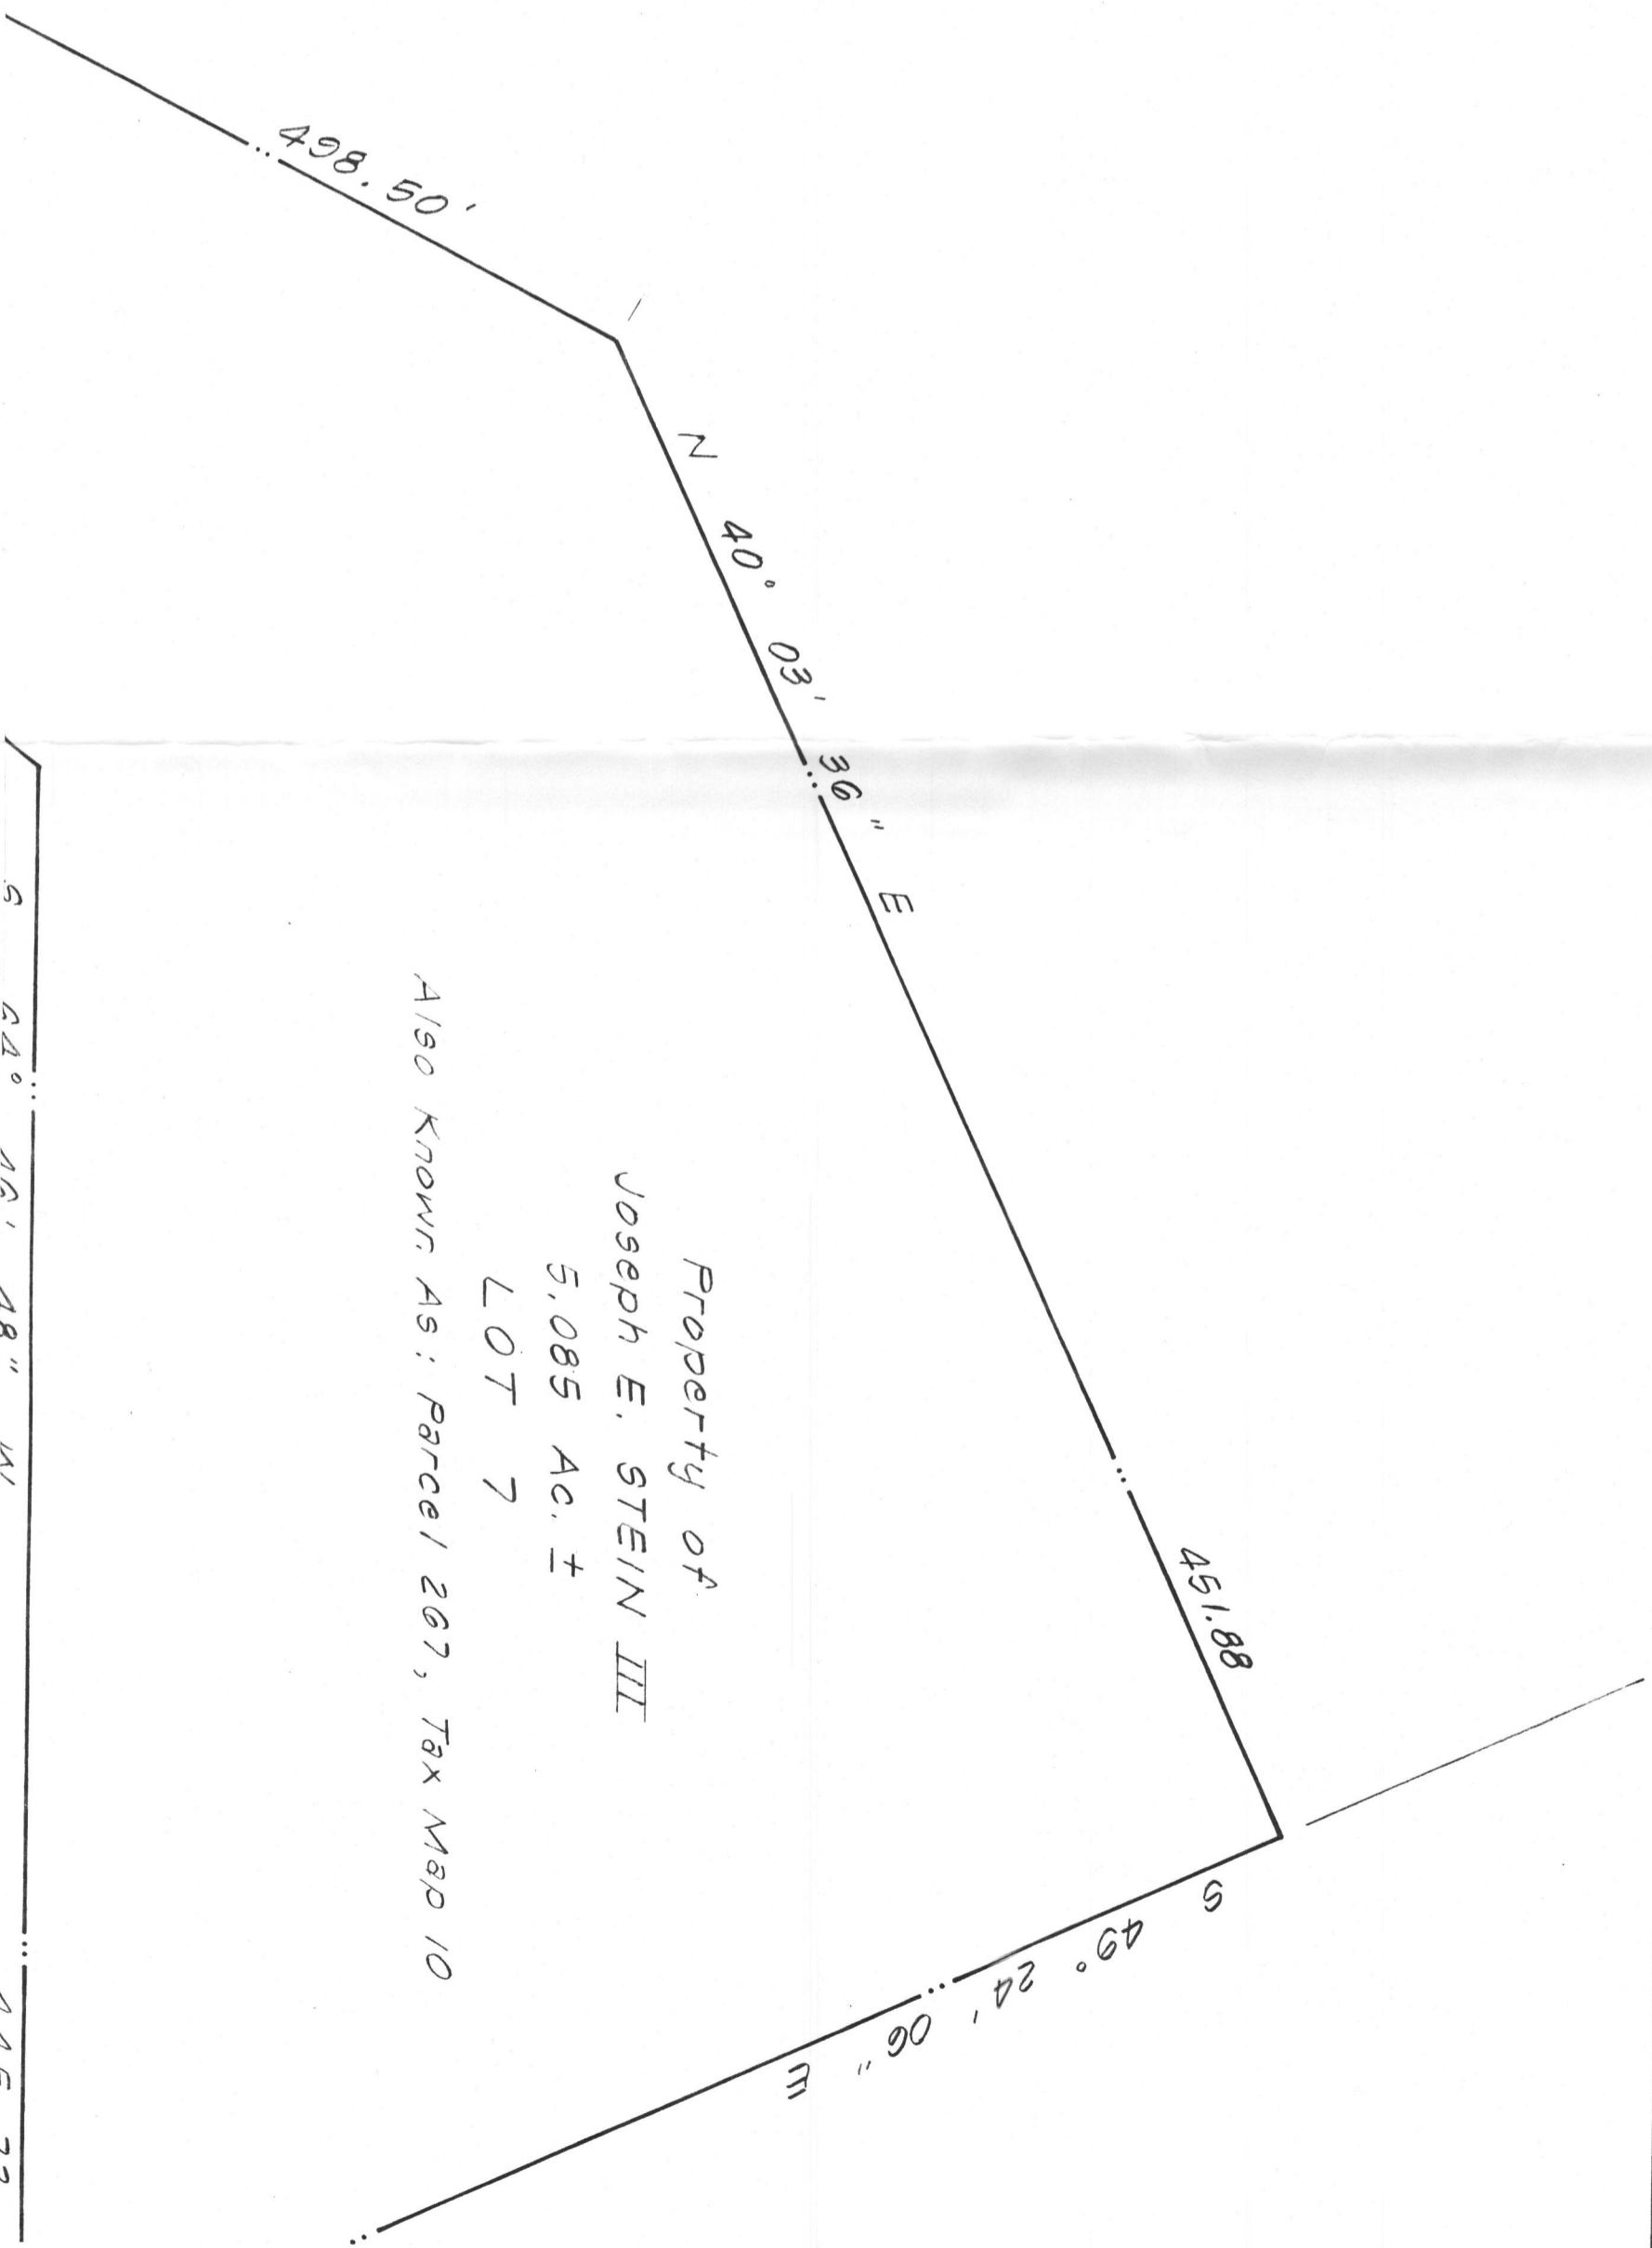 498.50'
N 40° 03' 36" E
451.88
S 49° 24' 06" E
Property of
Joseph E. STEIN III
5.085 Ac. ±
LOT 7
Also Known As: Parcel 267, Tax Map 10